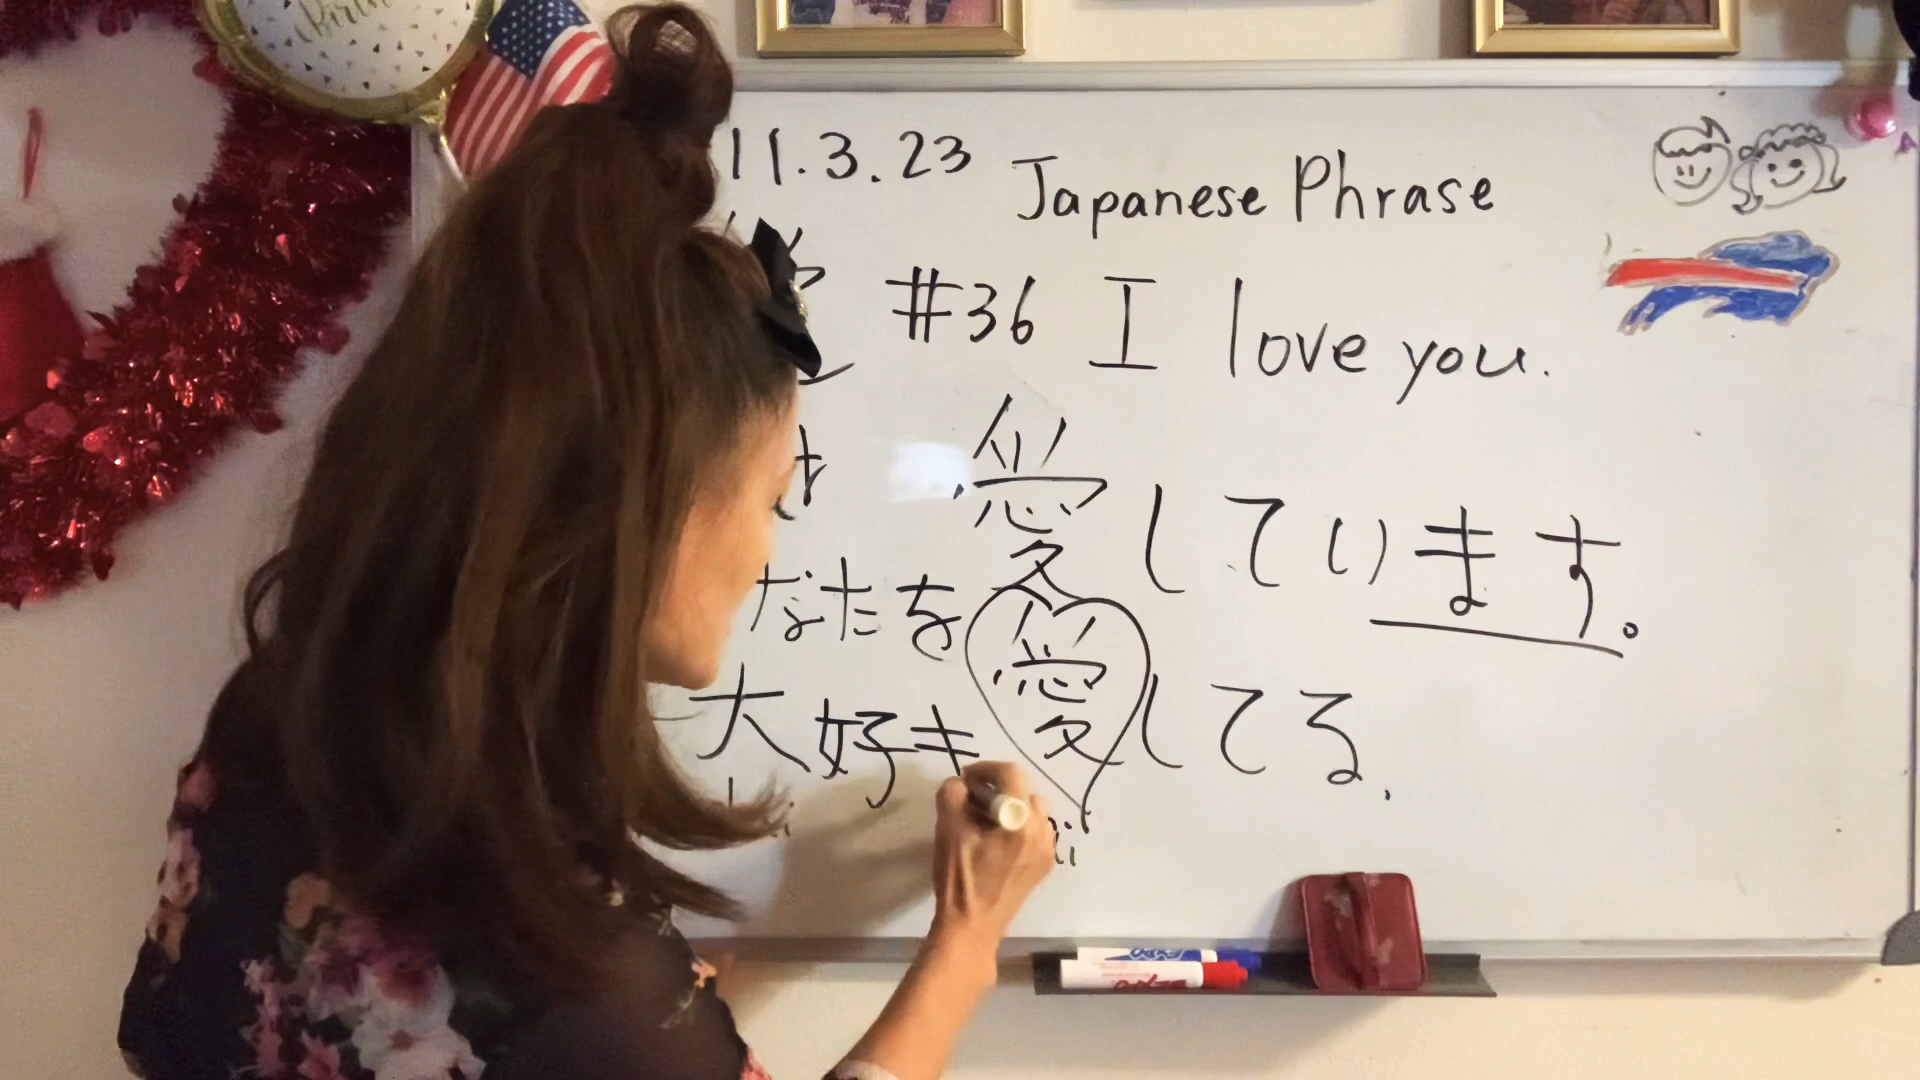 Birth
11.3.23 Japanese Phrase
#36 I love you.
愛しています。
なたを愛してる.
大好き